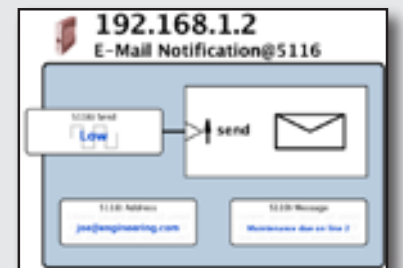 192.168.1.2
E-Mail Notification@5116
5116: Send
Low
send
5116: Address
joe@engineering.com
5116: Message
Maintenance due on line 2